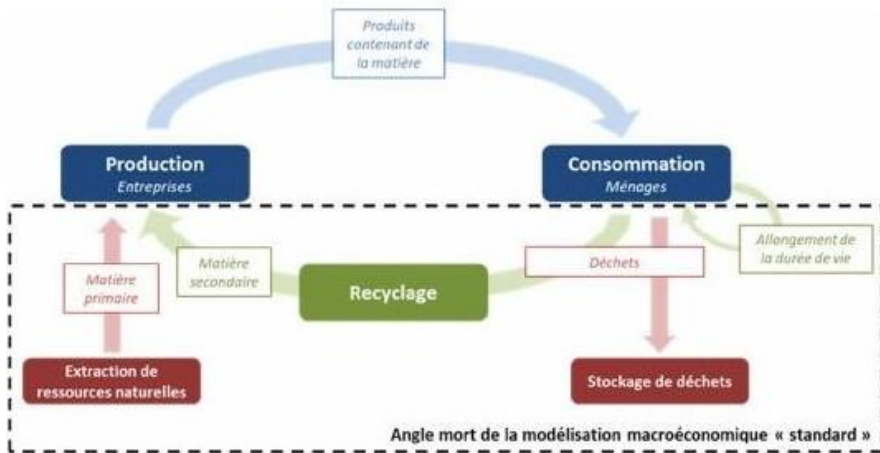 Produits
contenant de
la matière
Production
Entreprises
Consommation
Ménages
Matière
primaire
Matière
secondaire
Recyclage
Déchets
Allongement de
la durée de vie
Extraction de
ressources naturelles
Stockage de déchets
Angle mort de la modélisation macroéconomique « standard »